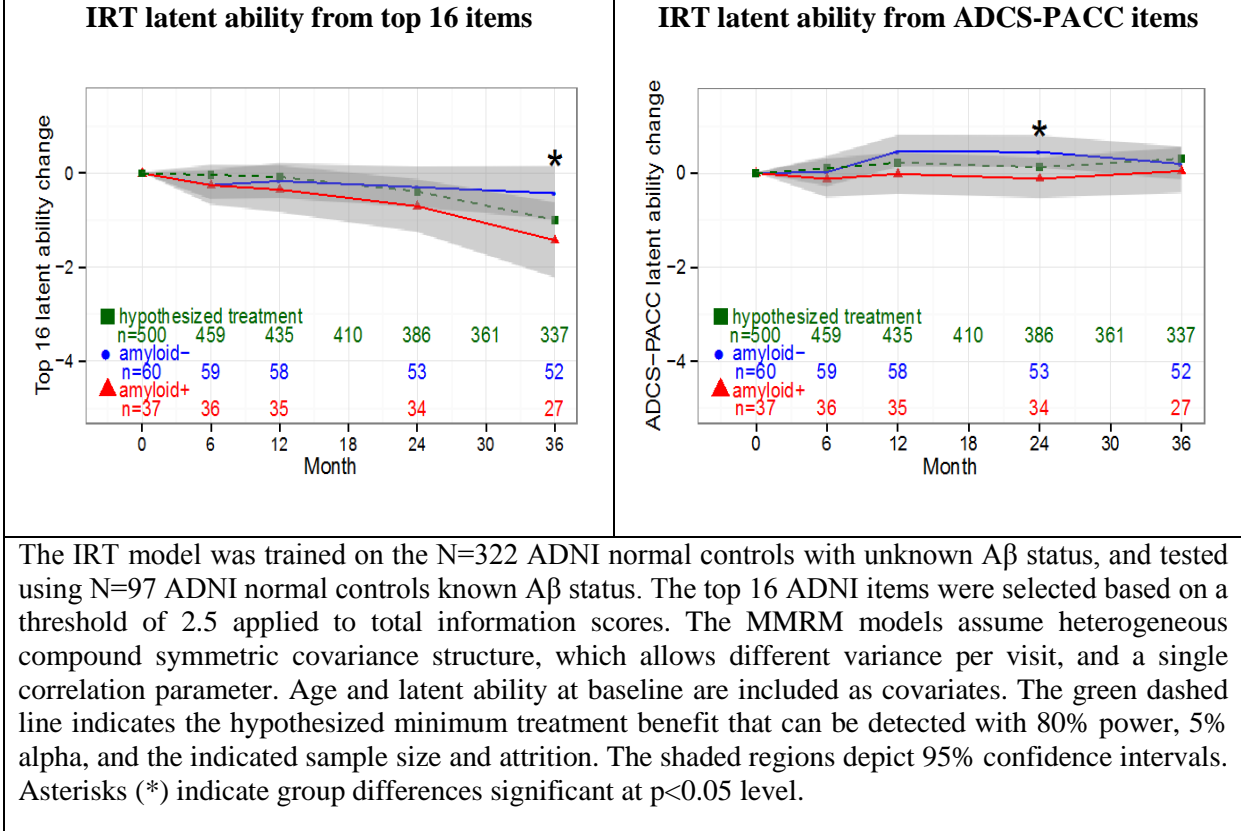 IRT latent ability from top 16 items
Top 16 latent ability change
0
−2
−4
hypothesized treatment
n=500 459 435 410 386 361 337
amyloid−
n=60 59 58 53 52
amyloid+
n=37 36 35 34 27
*
0 6 12 18 24 30 36
Month
IRT latent ability from ADCS-PACC items
ADCS−PACC latent ability change
0
−2
−4
hypothesized treatment
n=500 459 435 410 386 361 337
amyloid−
n=60 59 58 53 52
amyloid+
n=37 36 35 34 27
*
0 6 12 18 24 30 36
Month
The IRT model was trained on the N=322 ADNI normal controls with unknown Aβ status, and tested
using N=97 ADNI normal controls known Aβ status. The top 16 ADNI items were selected based on a
threshold of 2.5 applied to total information scores. The MMRM models assume heterogeneous
compound symmetric covariance structure, which allows different variance per visit, and a single
correlation parameter. Age and latent ability at baseline are included as covariates. The green dashed
line indicates the hypothesized minimum treatment benefit that can be detected with 80% power, 5%
alpha, and the indicated sample size and attrition. The shaded regions depict 95% confidence intervals.
Asterisks (*) indicate group differences significant at p<0.05 level.